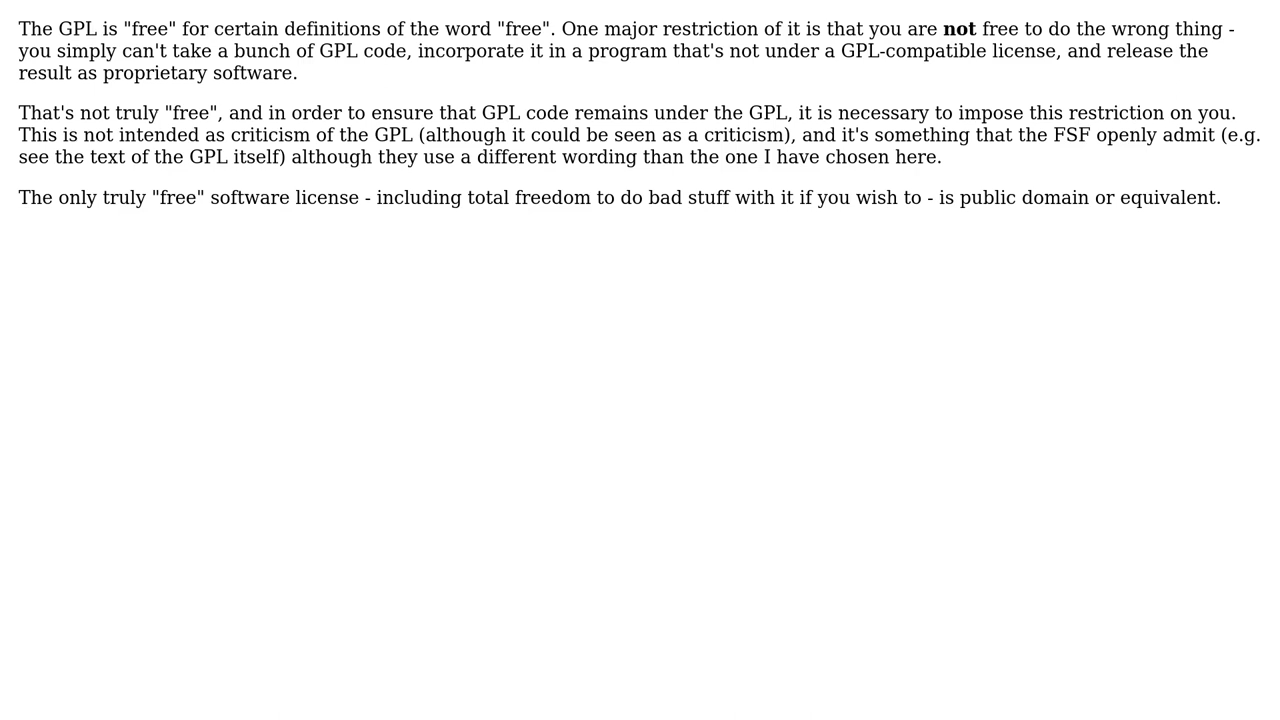 The GPL is "free" for certain definitions of the word "free". One major restriction of it is that you are not free to do the wrong thing -
you simply can't take a bunch of GPL code, incorporate it in a program that's not under a GPL-compatible license, and release the
result as proprietary software.
That's not truly "free", and in order to ensure that GPL code remains under the GPL, it is necessary to impose this restriction on you.
This is not intended as criticism of the GPL (although it could be seen as a criticism), and it's something that the FSF openly admit (e.g.
see the text of the GPL itself) although they use a different wording than the one I have chosen here.
The only truly "free" software license - including total freedom to do bad stuff with it if you wish to - is public domain or equivalent.